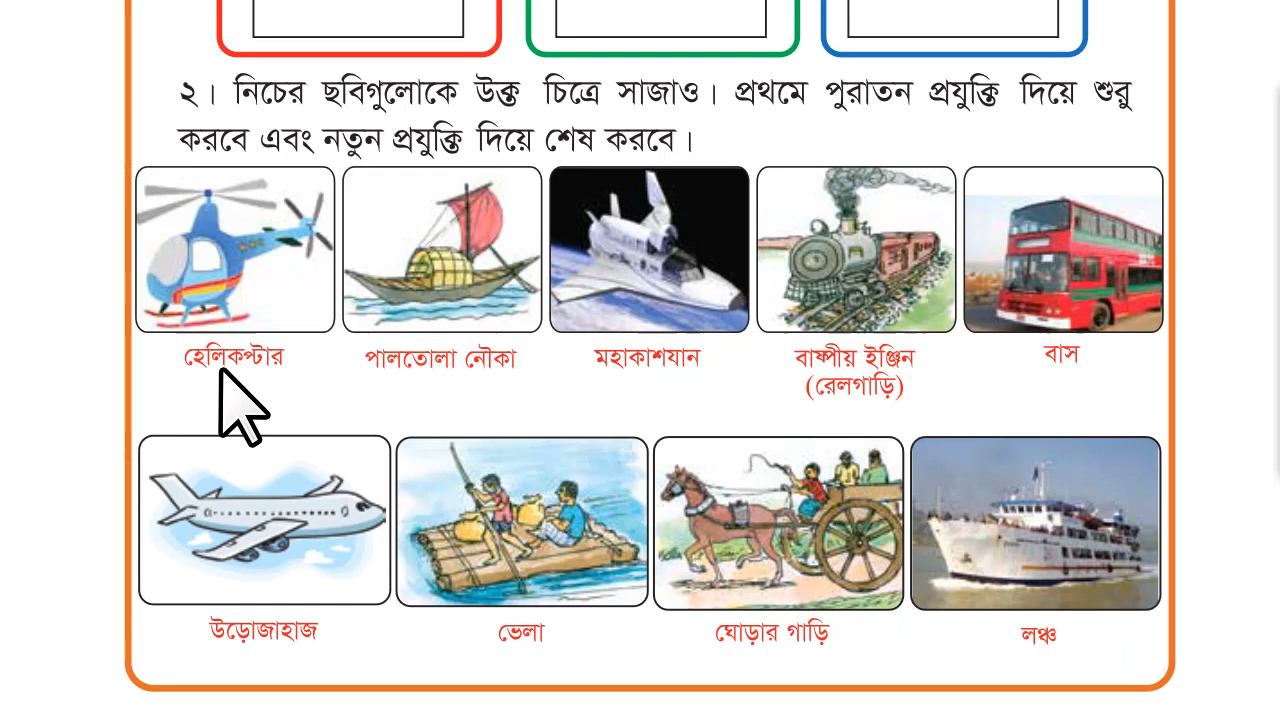 ২। নিচের ছবিগুলোকে উক্ত চিত্রে সাজাও। প্রথমে পুরাতন প্রযুক্তি দিয়ে শুরু
করবে এবং নতুন প্রযুক্তি দিয়ে শেষ করবে।
হেলিকপ্টার
পালতোলা নৌকা
মহাকাশযান
বাষ্পীয় ইঞ্জিন
(রেলগাড়ি)
বাস
উড়োজাহাজ
ভেলা
ঘোড়ার গাড়ি
লঞ্চ